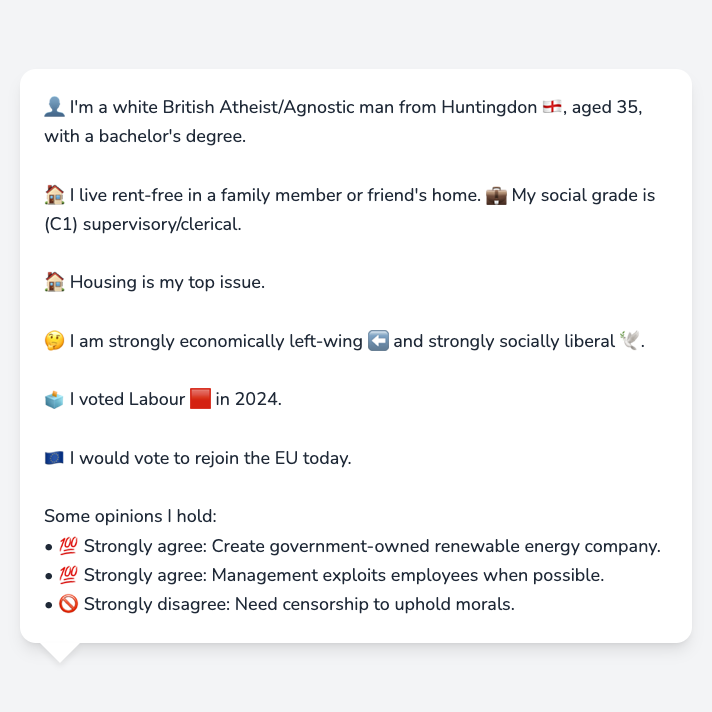 👤 I'm a white British Atheist/Agnostic man from Huntingdon 🏴󠁧󠁢󠁥󠁮󠁧󠁿, aged 35,
with a bachelor's degree.
🏠 I live rent-free in a family member or friend's home. 💼 My social grade is
(C1) supervisory/clerical.
🏠 Housing is my top issue.
🤔 I am strongly economically left-wing ⬅️ and strongly socially liberal 🕊️.
🗳️ I voted Labour 🟥 in 2024.
🇪🇺 I would vote to rejoin the EU today.
Some opinions I hold:
• 💯 Strongly agree: Create government-owned renewable energy company.
• 💯 Strongly agree: Management exploits employees when possible.
• 🚫 Strongly disagree: Need censorship to uphold morals.